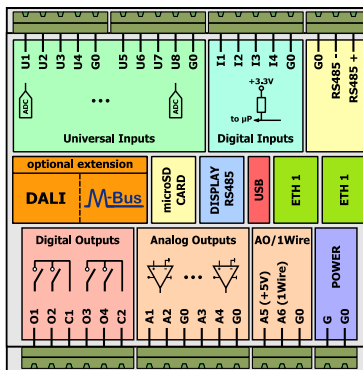 U1 U2 U3 U4 G0 U5 U6 U7 U8 G0
ADC
ADC
Universal Inputs
I1 I2 I3 I4 G0
+3.3V
to µP
Digital Inputs
G0 RS485 - RS485 +
optional extension
DALI
M-Bus
microSD
CARD
DISPLAY
RS485
USB
ETH 1
ETH 1
Digital Outputs
O1 O2 C1 O3 O4 C2
Analog Outputs
A1 A2 G0 A3 A4 G0
AO/1Wire
A5 (+5V) A6 (1Wire) G0
POWER
G G0